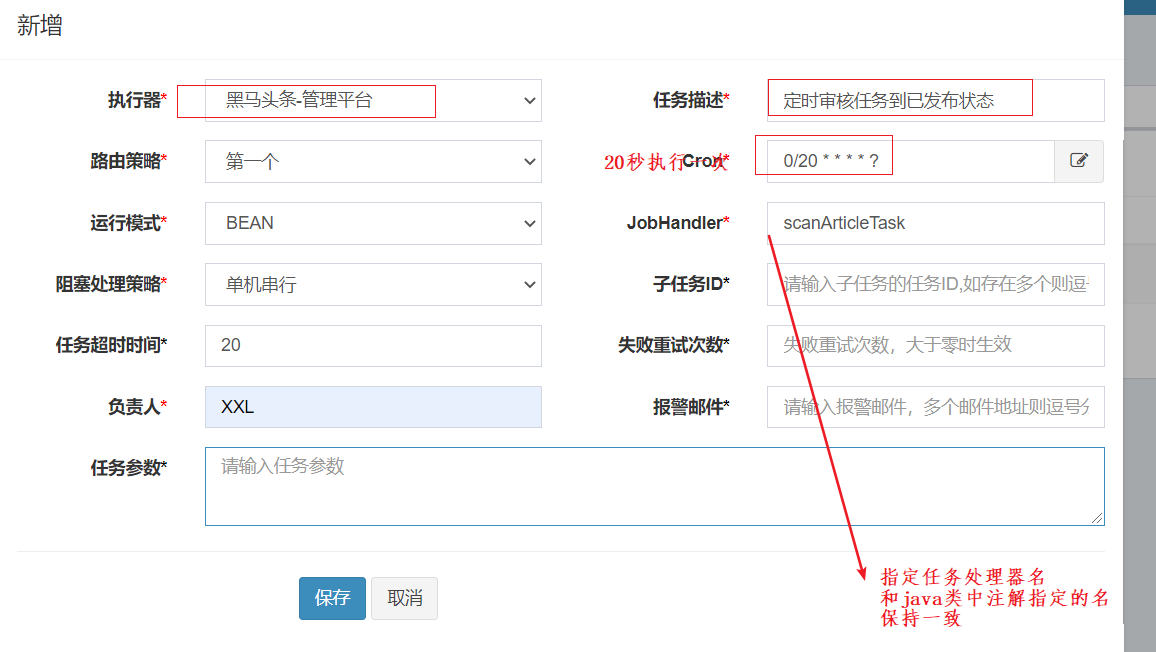 新增
执行器* 黑马头条-管理平台 任务描述* 定时审核任务到已发布状态
路由策略* 第一个 20秒执行一次 Cron* 0/20 * * * * ?
运行模式* BEAN JobHandler* scanArticleTask
阻塞处理策略* 单机串行 子任务ID* 请输入子任务的任务ID,如存在多个则逗
任务超时时间* 20 失败重试次数* 失败重试次数，大于零时生效
负责人* XXL 报警邮件* 请输入报警邮件，多个邮件地址则逗号分
任务参数* 请输入任务参数
保存 取消
指定任务处理器名
和java类中注解指定的名
保持一致